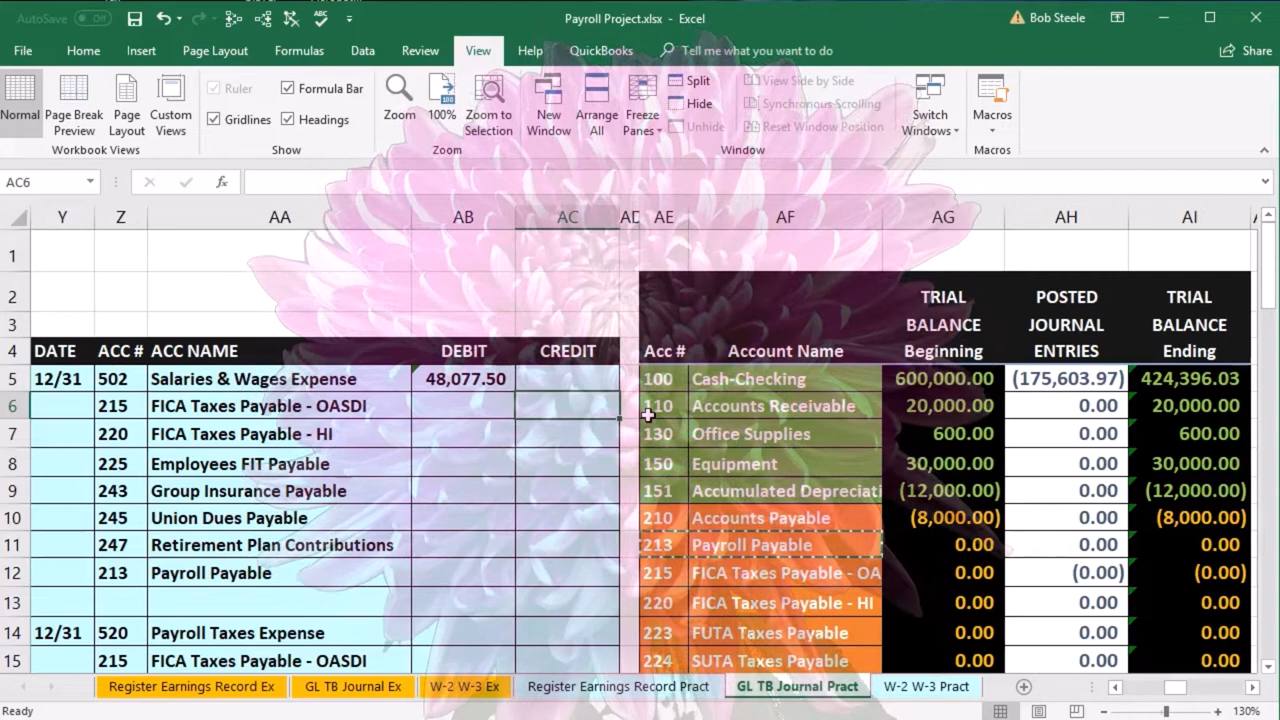 AutoSave Off Payroll Project.xlsx - Excel Bob Steele
File Home Insert Page Layout Formulas Data Review View Help QuickBooks Tell me what you want to do Share
Normal Page Break Preview Page Layout Custom Views
Workbook Views
Ruler Formula Bar
Gridlines Headings
Show
Zoom 100% Zoom to Selection
Zoom
New Window Arrange All Freeze Panes
Split View Side by Side
Hide Synchronous Scrolling
Unhide Reset Window Position
Window
Switch Windows
Macros
Macros
AC6 fx
Y Z AA AB AC AD AE AF AG AH AI
1
2 TRIAL POSTED TRIAL
3 BALANCE JOURNAL BALANCE
4 DATE ACC # ACC NAME DEBIT CREDIT Acc # Account Name Beginning ENTRIES Ending
5 12/31 502 Salaries & Wages Expense 48,077.50 100 Cash-Checking 600,000.00 (175,603.97) 424,396.03
6 215 FICA Taxes Payable - OASDI 110 Accounts Receivable 20,000.00 0.00 20,000.00
7 220 FICA Taxes Payable - HI 130 Office Supplies 600.00 0.00 600.00
8 225 Employees FIT Payable 150 Equipment 30,000.00 0.00 30,000.00
9 243 Group Insurance Payable 151 Accumulated Depreciati (12,000.00) 0.00 (12,000.00)
10 245 Union Dues Payable 210 Accounts Payable (8,000.00) 0.00 (8,000.00)
11 247 Retirement Plan Contributions 213 Payroll Payable 0.00 0.00 0.00
12 213 Payroll Payable 215 FICA Taxes Payable - OA 0.00 (0.00) (0.00)
13 220 FICA Taxes Payable - HI 0.00 0.00 0.00
14 12/31 520 Payroll Taxes Expense 223 FUTA Taxes Payable 0.00 0.00 0.00
15 215 FICA Taxes Payable - OASDI 224 SUTA Taxes Payable 0.00 0.00 0.00
Register Earnings Record Ex GL TB Journal Ex W-2 W-3 Ex Register Earnings Record Pract GL TB Journal Pract W-2 W-3 Pract
Ready 130%